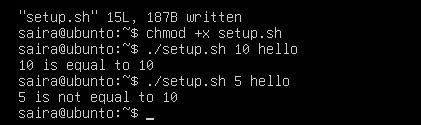 "setup.sh" 15L, 187B written
saira@ubunto:~$ chmod +x setup.sh
saira@ubunto:~$ ./setup.sh 10 hello
10 is equal to 10
saira@ubunto:~$ ./setup.sh 5 hello
5 is not equal to 10
saira@ubunto:~$ _